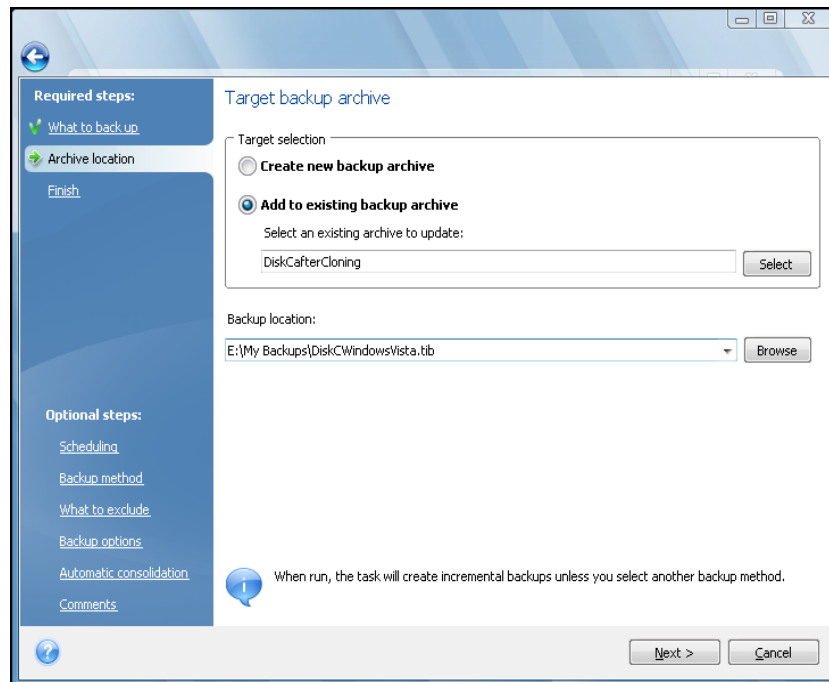 Required steps:
What to back up
Archive location
Finish
Optional steps:
Scheduling
Backup method
What to exclude
Backup options
Automatic consolidation
Comments
Target backup archive
Target selection
Create new backup archive
Add to existing backup archive
Select an existing archive to update:
DiskCafterCloning
Select
Backup location:
E:\My Backups\DiskCWindowsVista.tib
Browse
When run, the task will create incremental backups unless you select another backup method.
Next >
Cancel